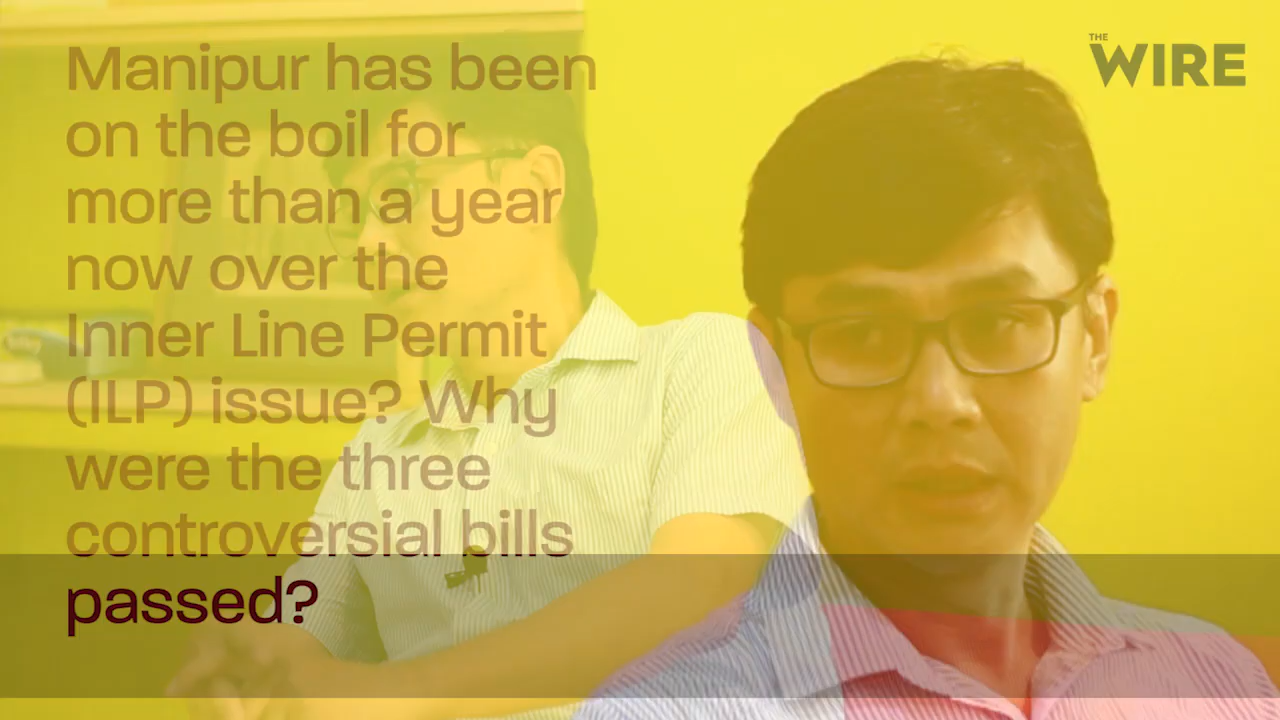 Manipur has been
on the boil for
more than a year
now over the
Inner Line Permit
(ILP) issue? Why
were the three
controversial bills
passed?
THE
WIRE